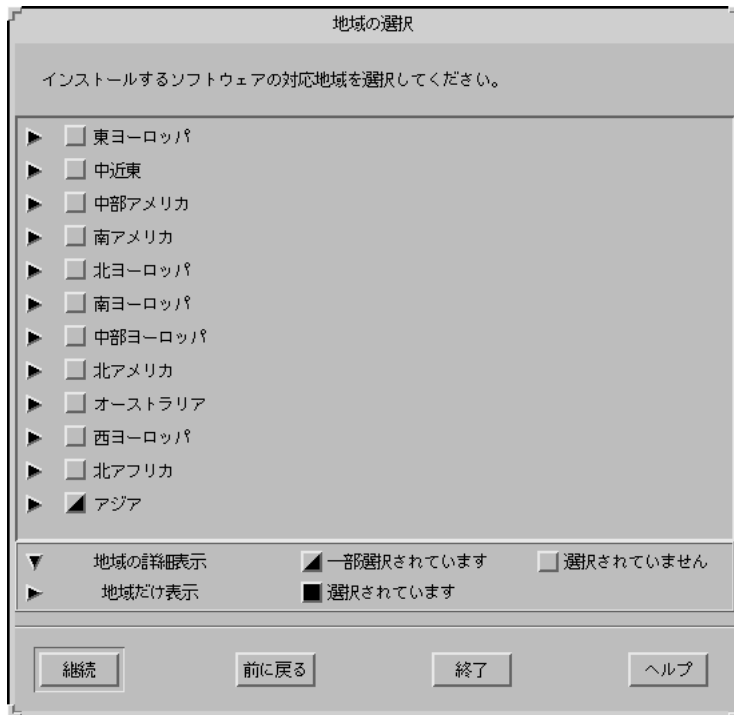 地域の選択
インストールするソフトウェアの対応地域を選択してください。
東ヨーロッパ
中近東
中部アメリカ
南アメリカ
北ヨーロッパ
南ヨーロッパ
中部ヨーロッパ
北アメリカ
オーストラリア
西ヨーロッパ
北アフリカ
アジア
地域の詳細表示 一部選択されています 選択されていません
地域だけ表示 選択されています
継続 前に戻る 終了 ヘルプ